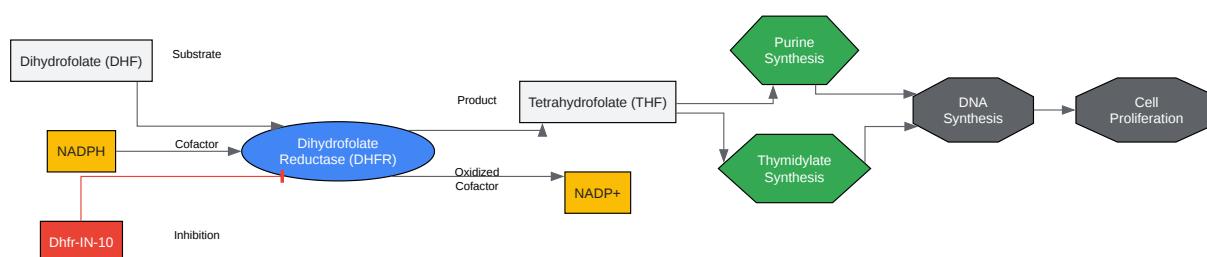 Dihydrofolate (DHF)
Substrate
Purine
Synthesis
Product
Tetrahydrofolate (THF)
DNA
Synthesis
Cell
Proliferation
NADPH
Cofactor
Dihydrofolate
Reductase (DHFR)
Thymidylate
Synthesis
Oxidized
Cofactor
NADP+
Dhfr-IN-10
Inhibition